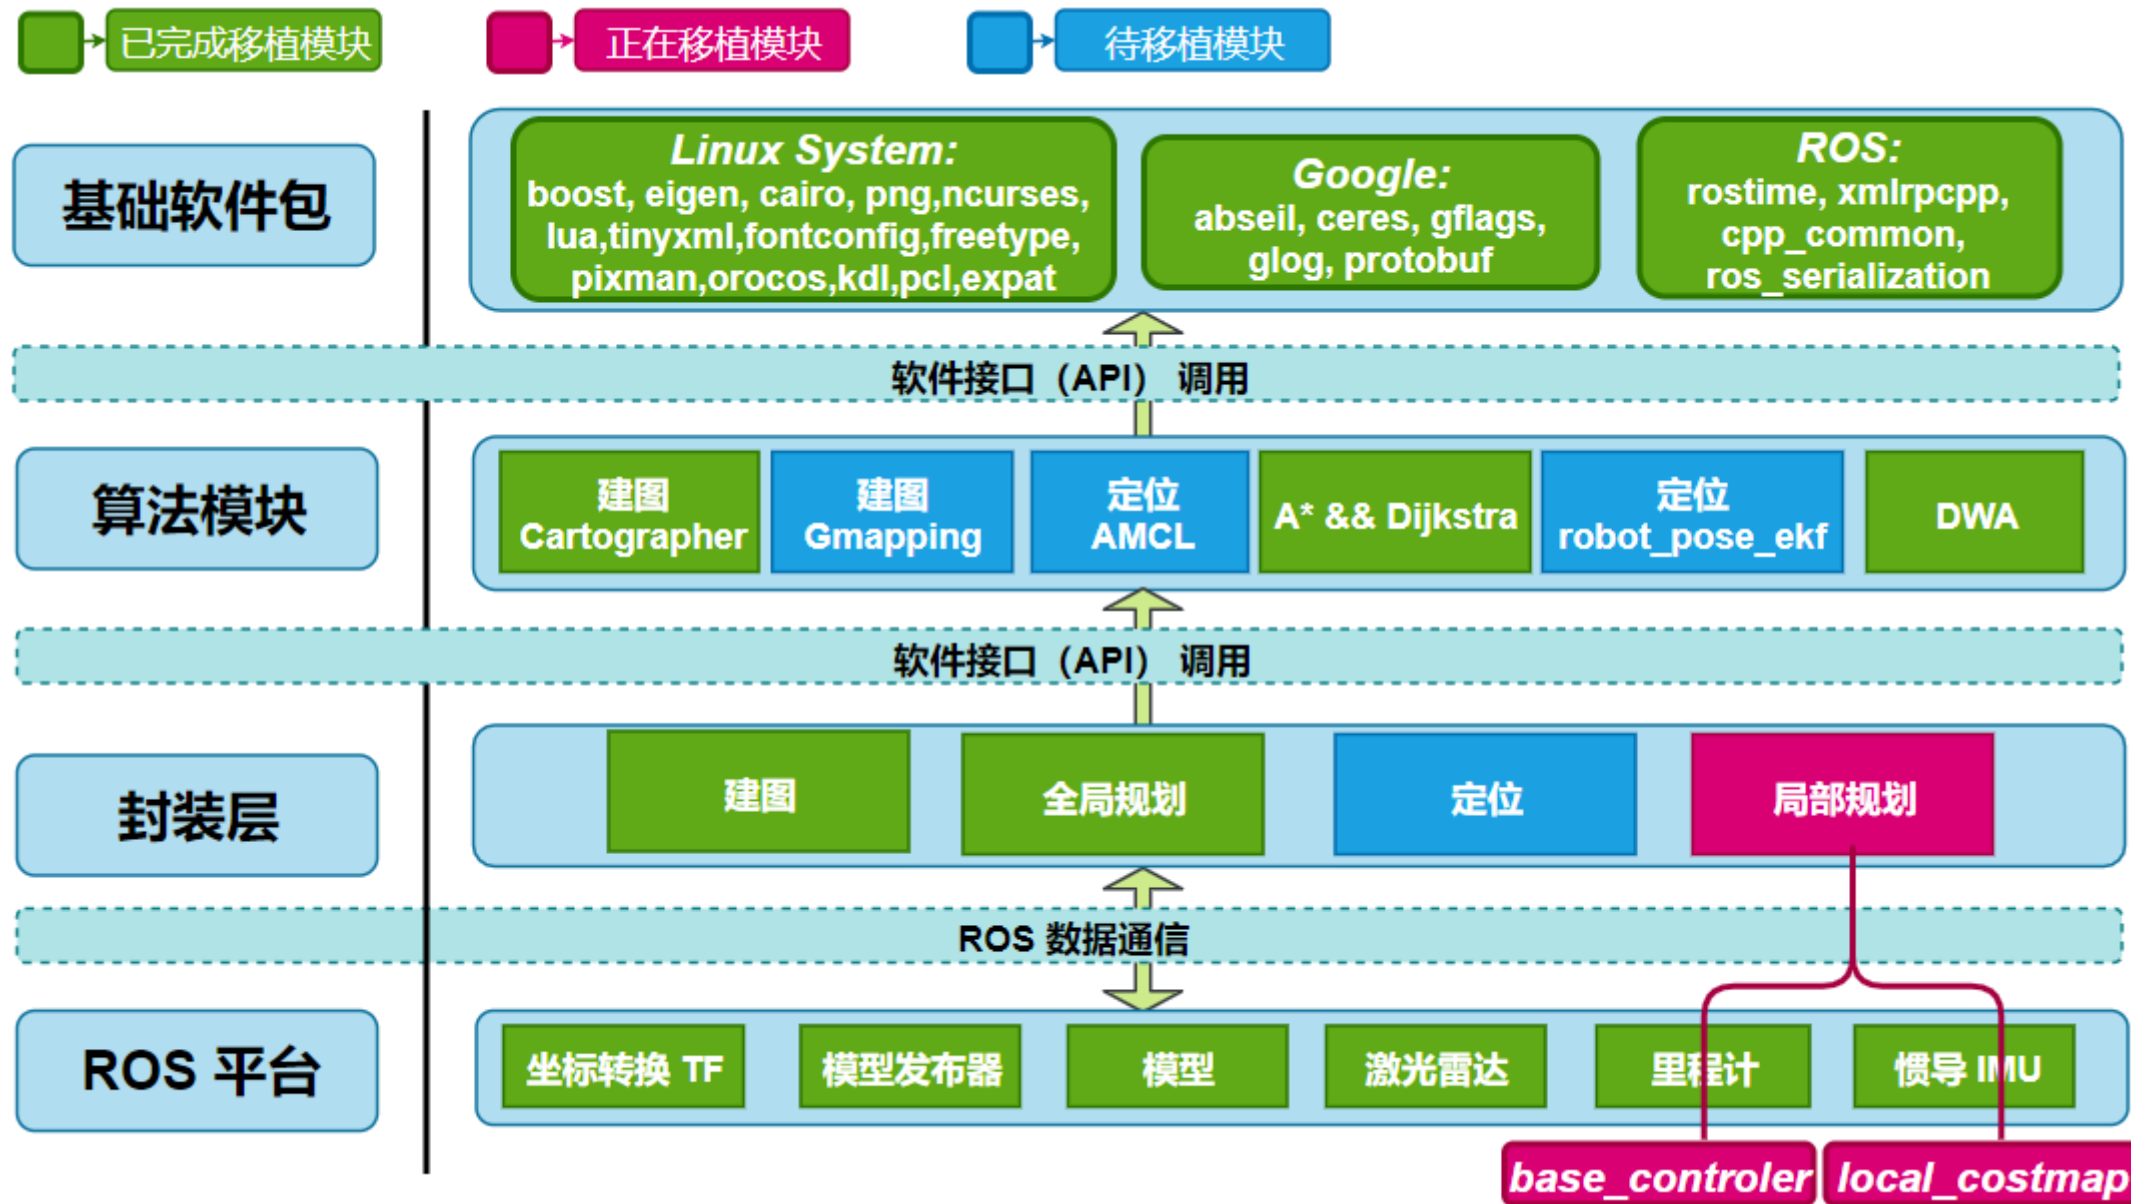 已完成移植模块
正在移植模块
待移植模块
基础软件包
Linux System:
boost, eigen, cairo, png,ncurses,
lua,tinyxml,fontconfig,freetype,
pixman,orocos,kdl,pcl,expat
Google:
abseil, ceres, gflags,
glog, protobuf
ROS:
rostime, xmlrpcpp,
cpp_common,
ros_serialization
软件接口（API） 调用
算法模块
建图
Cartographer
建图
Gmapping
定位
AMCL
A* && Dijkstra
定位
robot_pose_ekf
DWA
软件接口（API） 调用
封装层
建图
全局规划
定位
局部规划
ROS 数据通信
ROS 平台
坐标转换 TF
模型发布器
模型
激光雷达
里程计
惯导 IMU
base_controler
local_costmap